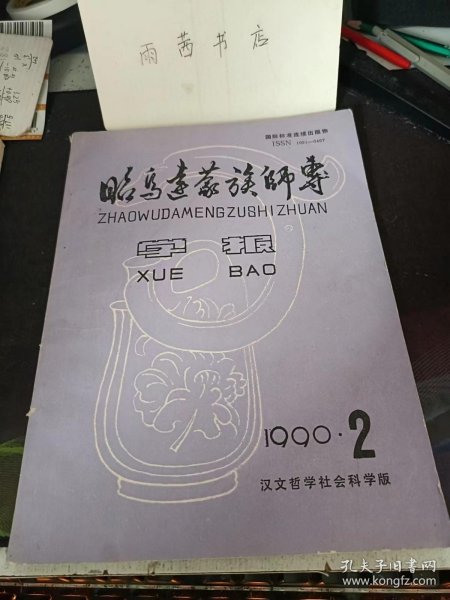 雨茜书店
国际标准连续出版物
ISSN 1001—0467
昭乌达蒙族师专
ZHAOWUDAMENGZUSHIZHUAN
学报
XUE BAO
1990·2
汉文哲学社会科学版
孔夫子旧书网
www.kongfz.com